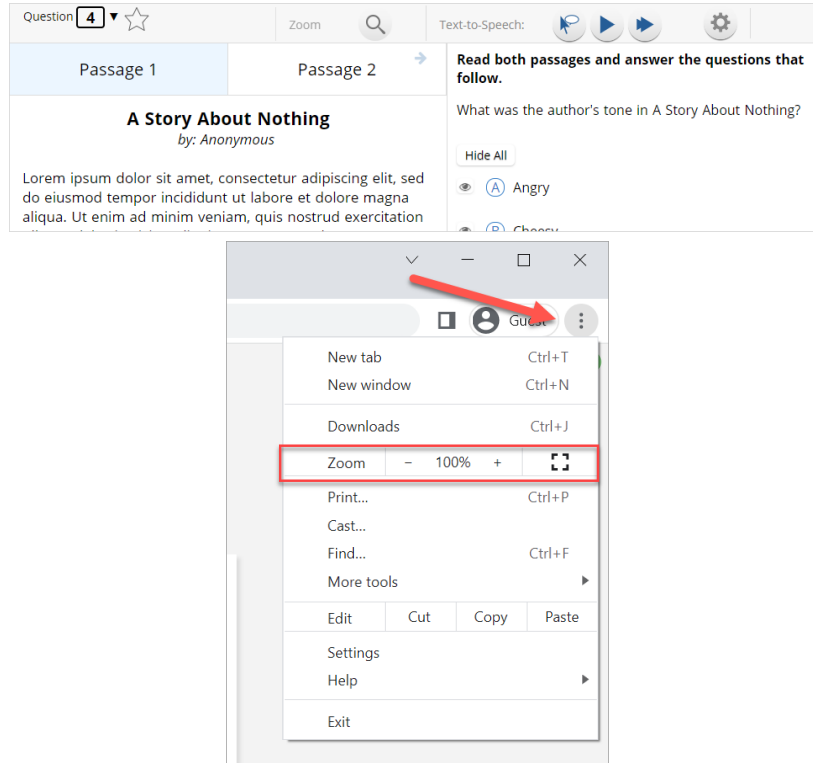 Question 4 ▼ Zoom Text-to-Speech:
Passage 1 Passage 2
A Story About Nothing
by: Anonymous
Lorem ipsum dolor sit amet, consectetur adipiscing elit, sed
do eiusmod tempor incididunt ut labore et dolore magna
aliqua. Ut enim ad minim veniam, quis nostrud exercitation
Read both passages and answer the questions that
follow.
What was the author's tone in A Story About Nothing?
Hide All
A Angry
B Cheesy
Guest
New tab Ctrl+T
New window Ctrl+N
Downloads Ctrl+J
Zoom - 100% +
Print... Ctrl+P
Cast...
Find... Ctrl+F
More tools
Edit Cut Copy Paste
Settings
Help
Exit